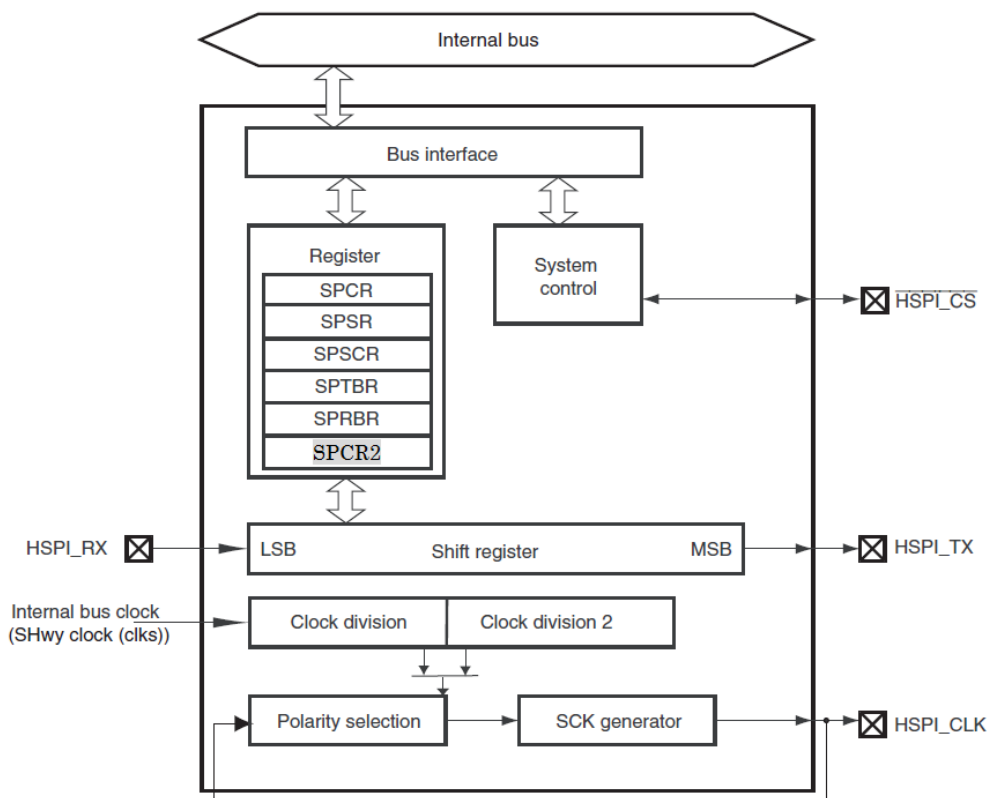 Internal bus
Bus interface
Register
SPCR
SPSR
SPSCR
SPTBR
SPRBR
SPCR2
System
control
HSPI_CS
HSPI_RX
LSB
Shift register
MSB
HSPI_TX
Internal bus clock
(SHwy clock (clks))
Clock division
Clock division 2
Polarity selection
SCK generator
HSPI_CLK